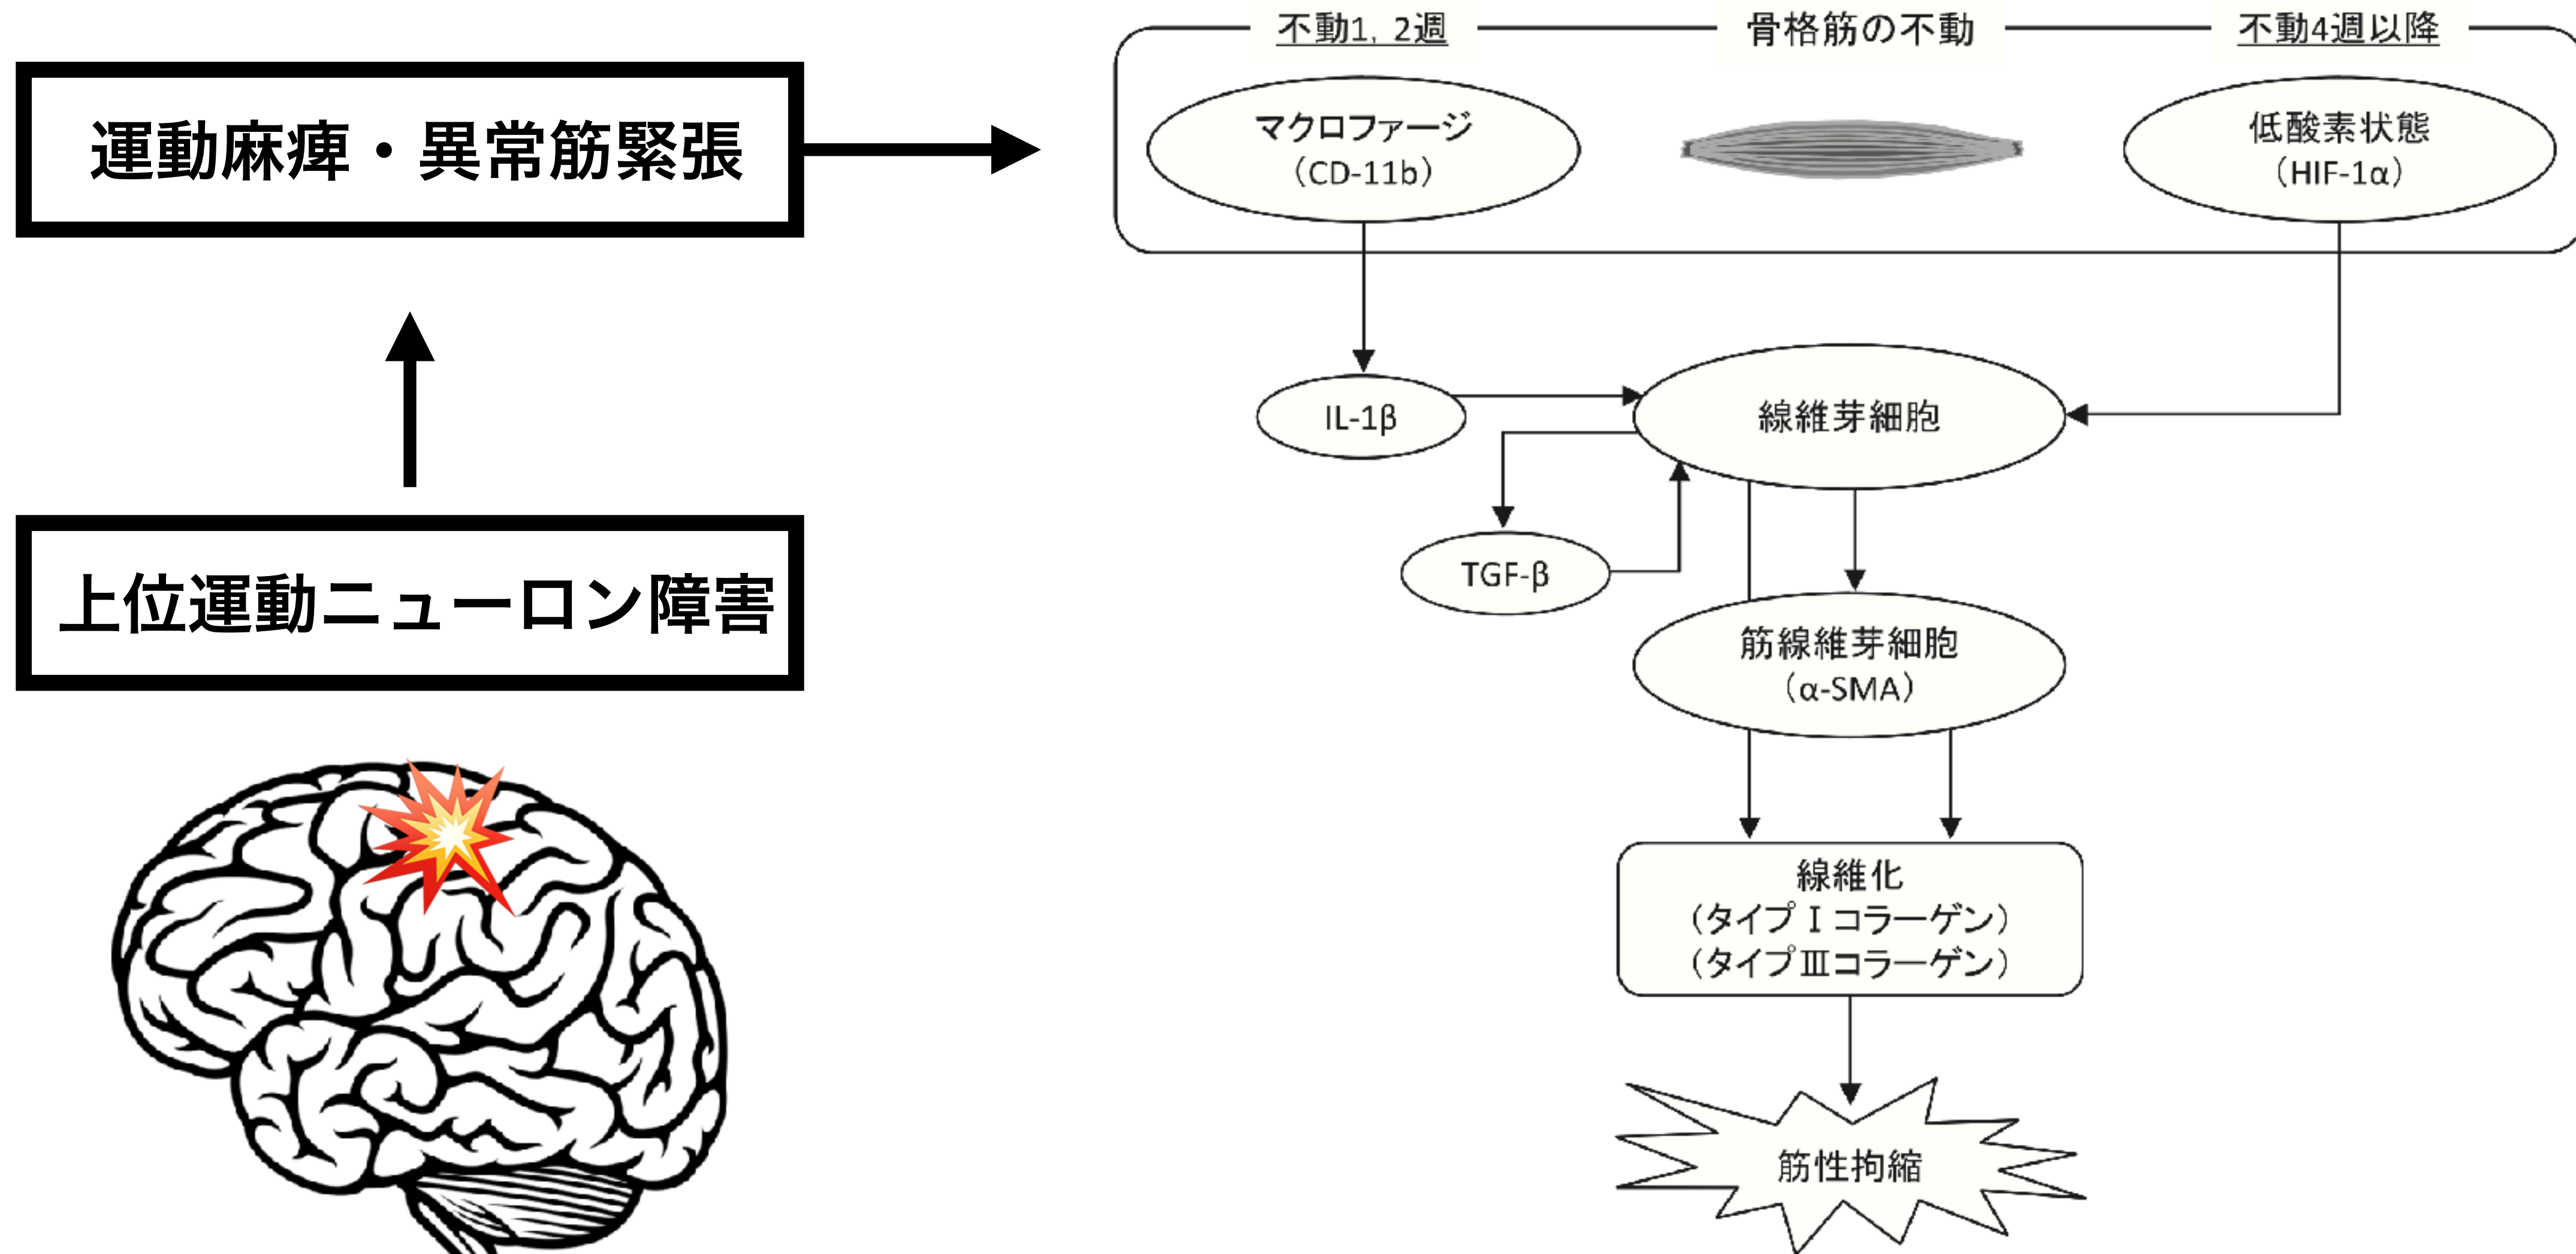 運動麻痺・異常筋緊張
上位運動ニューロン障害
不動1, 2週
骨格筋の不動
不動4週以降
マクロファージ
（CD-11b）
低酸素状態
（HIF-1α）
IL-1β
線維芽細胞
TGF-β
筋線維芽細胞
（α-SMA）
線維化
（タイプⅠコラーゲン）
（タイプⅢコラーゲン）
筋性拘縮